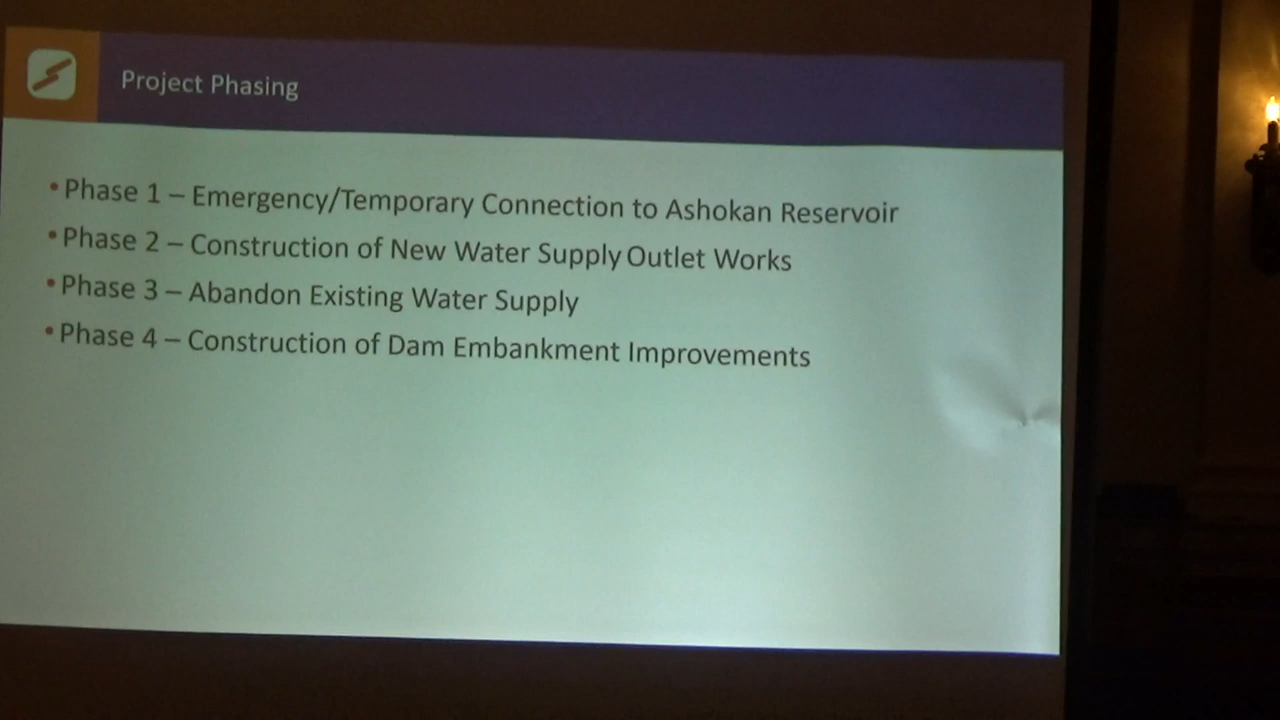 Project Phasing
•Phase 1 – Emergency/Temporary Connection to Ashokan Reservoir
•Phase 2 – Construction of New Water Supply Outlet Works
•Phase 3 – Abandon Existing Water Supply
•Phase 4 – Construction of Dam Embankment Improvements